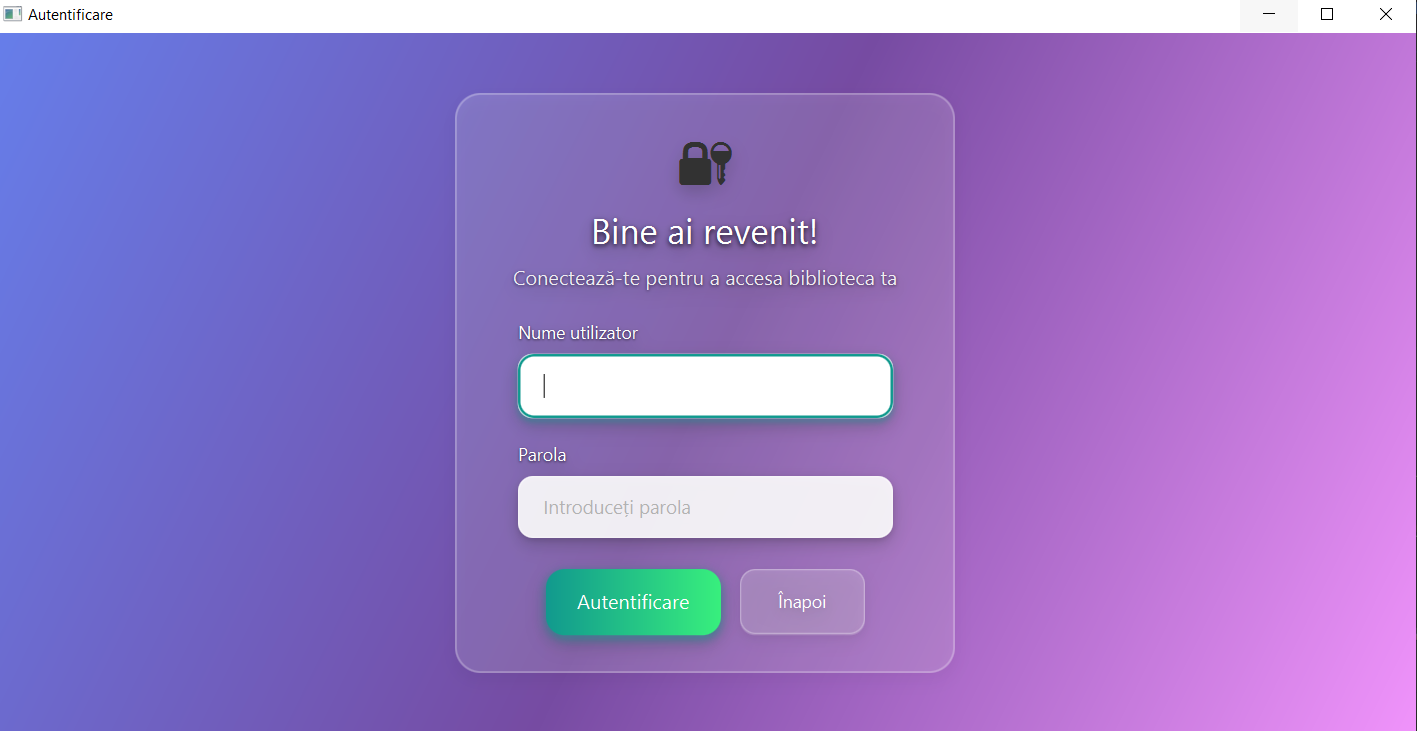 Autentificare
Bine ai revenit!
Conectează-te pentru a accesa biblioteca ta
Nume utilizator
Parola
Introduceți parola
Autentificare
Înapoi